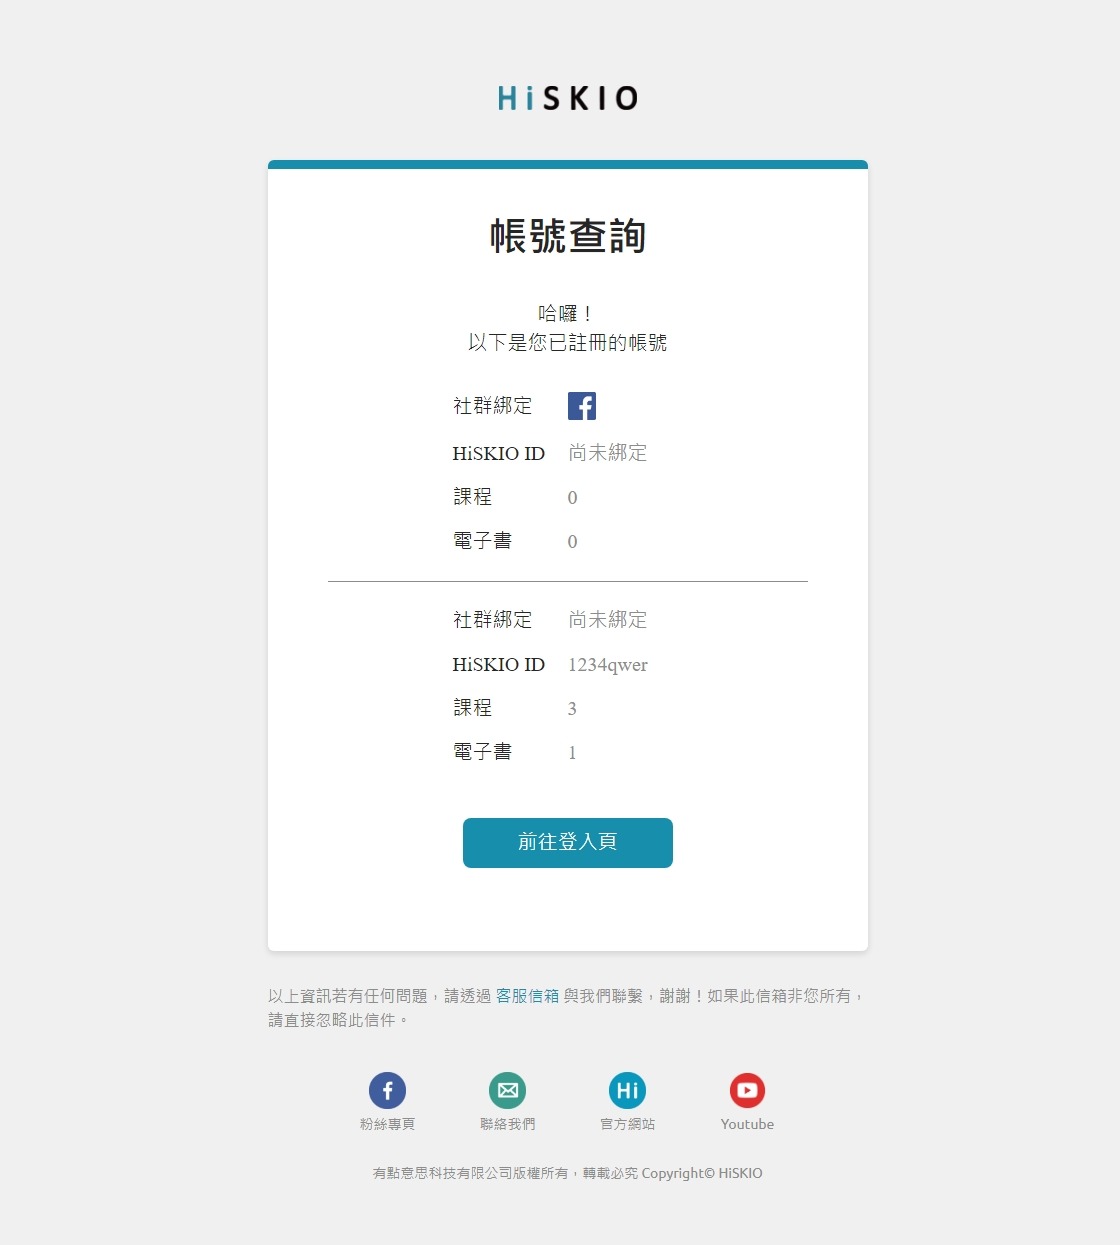 HiSKIO
帳號查詢
哈囉！
以下是您已註冊的帳號
社群綁定
HiSKIO ID 尚未綁定
課程 0
電子書 0
社群綁定 尚未綁定
HiSKIO ID 1234qwer
課程 3
電子書 1
前往登入頁
以上資訊若有任何問題，請透過 客服信箱 與我們聯繫，謝謝！如果此信箱非您所有，
請直接忽略此信件。
Hi
粉絲專頁 聯絡我們 官方網站 Youtube
有點意思科技有限公司版權所有，轉載必究 Copyright© HiSKIO